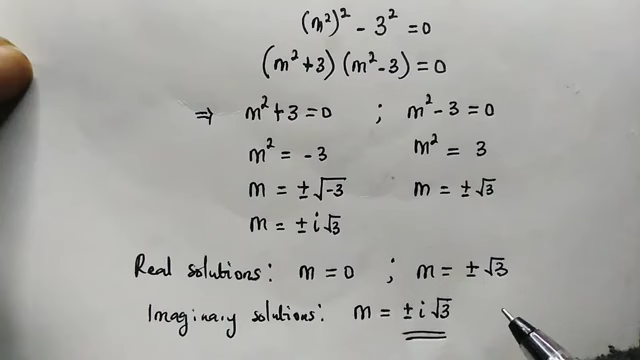 (m²)² - 3² = 0
(m²+3) (m²-3) = 0
⇒ m²+3 = 0 ; m²-3 = 0
m² = -3 m² = 3
m = ±√-3 m = ±√3
m = ±i√3
Real solutions: m = 0 ; m = ±√3
Imaginary solutions: m = ±i√3